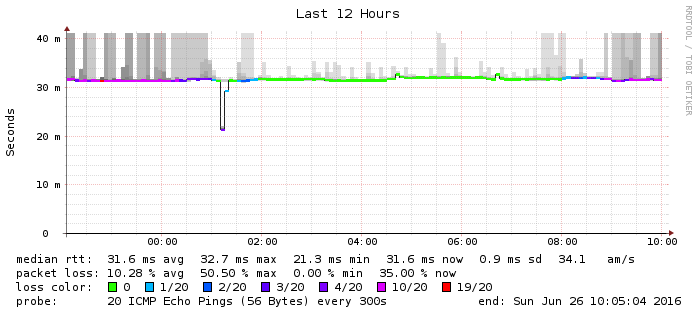 Last 12 Hours
RRDTOOL / TOBI OETIKER
Seconds
40 m
30 m
20 m
10 m
0
00:00 02:00 04:00 06:00 08:00 10:00
median rtt: 31.6 ms avg 32.7 ms max 21.3 ms min 31.6 ms now 0.9 ms sd 34.1 am/s
packet loss: 10.28 % avg 50.50 % max 0.00 % min 35.00 % now
loss color: 0 1/20 2/20 3/20 4/20 10/20 19/20
probe: 20 ICMP Echo Pings (56 Bytes) every 300s end: Sun Jun 26 10:05:04 2016